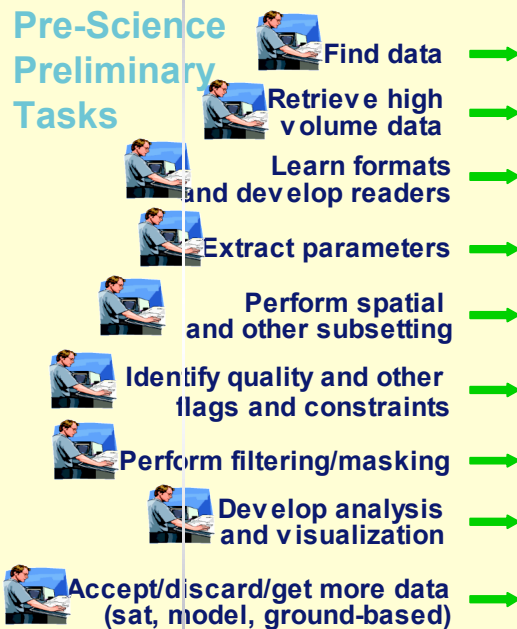 Pre-Science
Preliminary
Tasks
Find data
Retrieve high
volume data
Learn formats
and develop readers
Extract parameters
Perform spatial
and other subsetting
Identify quality and other
flags and constraints
Perform filtering/masking
Develop analysis
and visualization
Accept/discard/get more data
(sat, model, ground-based)